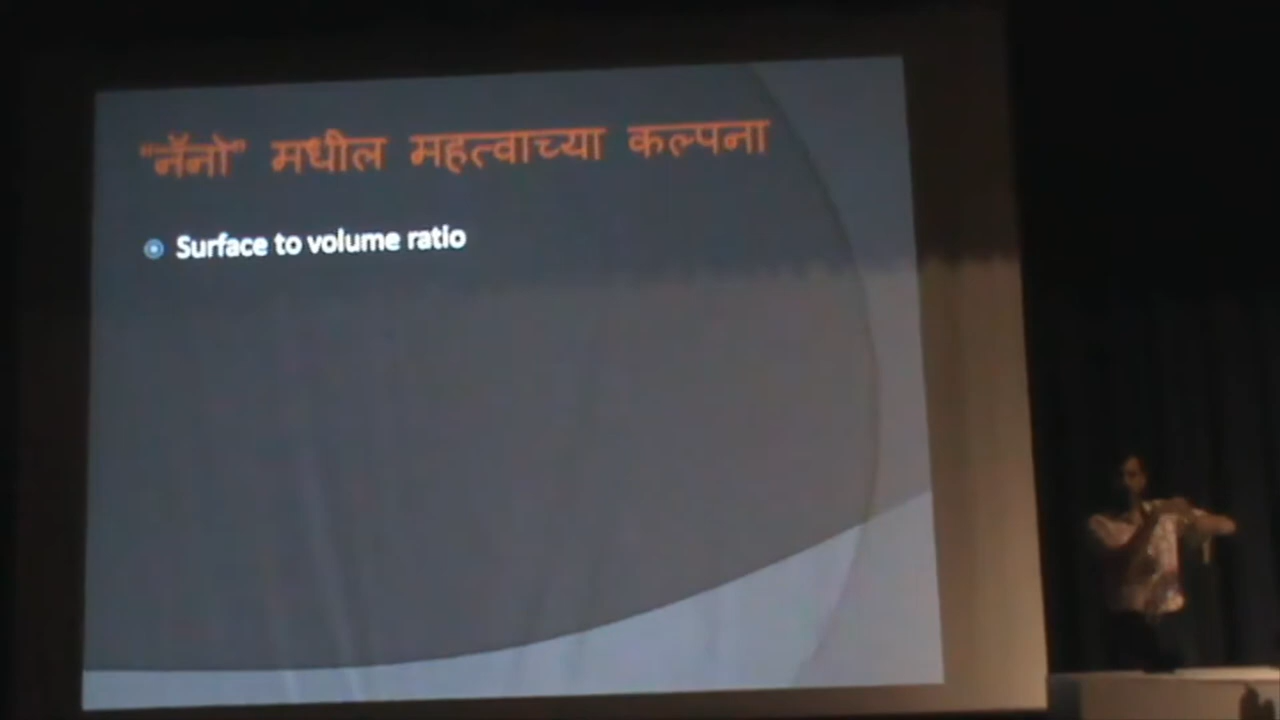 "नॅनो" मधील महत्वाच्या कल्पना
Surface to volume ratio